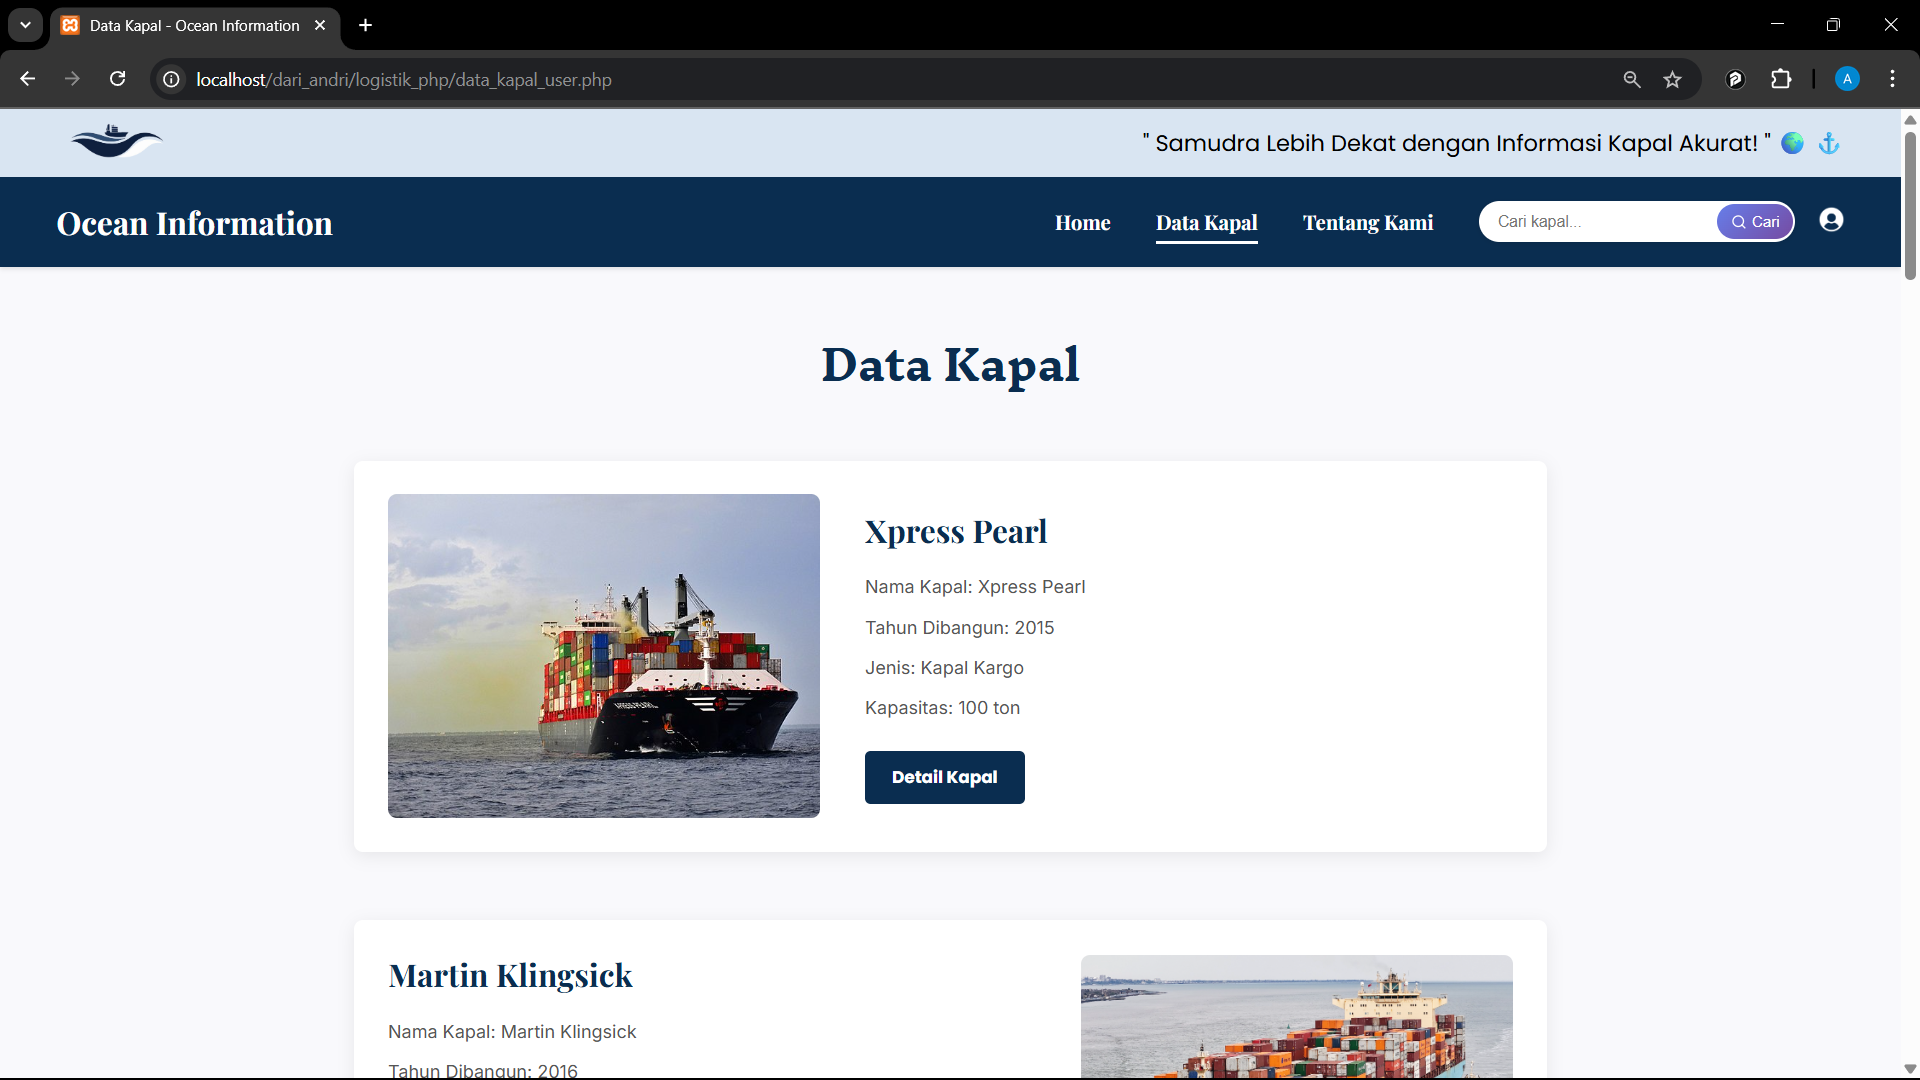 Data Kapal - Ocean Information
localhost/dari_andri/logistik_php/data_kapal_user.php
A
" Samudra Lebih Dekat dengan Informasi Kapal Akurat! " 🌍 ⚓
Ocean Information
Home
Data Kapal
Tentang Kami
Cari kapal...
Cari
Data Kapal
Xpress Pearl
Nama Kapal: Xpress Pearl
Tahun Dibangun: 2015
Jenis: Kapal Kargo
Kapasitas: 100 ton
Detail Kapal
Martin Klingsick
Nama Kapal: Martin Klingsick
Tahun Dibangun: 2016